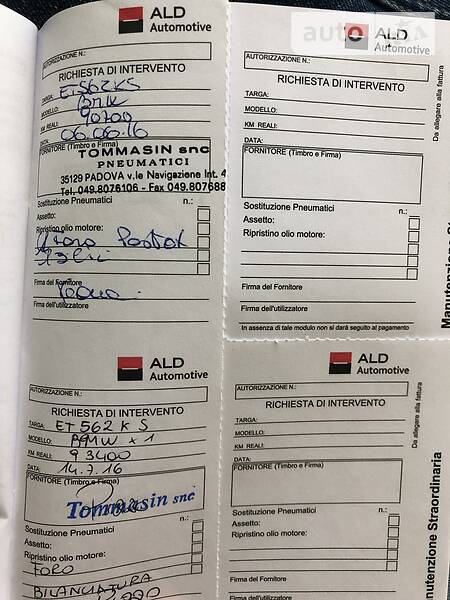 ALD
Automotive
AUTORIZZAZIONE N.:
RICHIESTA DI INTERVENTO
TARGA: ET562KS
MODELLO: BMW
KM REALI: 90700
DATA: 06.06.16
FORNITORE (Timbro e Firma)
TOMMASIN snc
PNEUMATICI
35129 PADOVA v.le Navigazione Int. 4
Tel. 049.8076106 - Fax 049.807688
Sostituzione Pneumatici n.:
Assetto:
Ripristino olio motore:
Firma del Fornitore
Firma dell'utilizzatore
ALD
Automotive
AUTORIZZAZIONE N.:
RICHIESTA DI INTERVENTO
TARGA:
MODELLO:
KM REALI:
DATA:
FORNITORE (Timbro e Firma)
Sostituzione Pneumatici n.:
Assetto:
Ripristino olio motore:
Firma del Fornitore
Firma dell'utilizzatore
In assenza di tale modulo non si darà seguito al pagamento
Da allegare alla fattura
ALD
Automotive
AUTORIZZAZIONE N.:
RICHIESTA DI INTERVENTO
TARGA: ET562KS
MODELLO: BMW x1
KM REALI: 93400
DATA: 14.7.16
FORNITORE (Timbro e Firma)
Tommasin snc
Sostituzione Pneumatici n.:
Assetto:
Ripristino olio motore:
FORO
BILANCIATURA
ALD
Automotive
AUTORIZZAZIONE N.:
RICHIESTA DI INTERVENTO
TARGA:
MODELLO:
KM REALI:
DATA:
FORNITORE (Timbro e Firma)
Sostituzione Pneumatici n.:
Assetto:
Ripristino olio motore:
Firma del Fornitore
Firma dell'utilizzatore
Da allegare alla fattura
Manutenzione Straordinaria